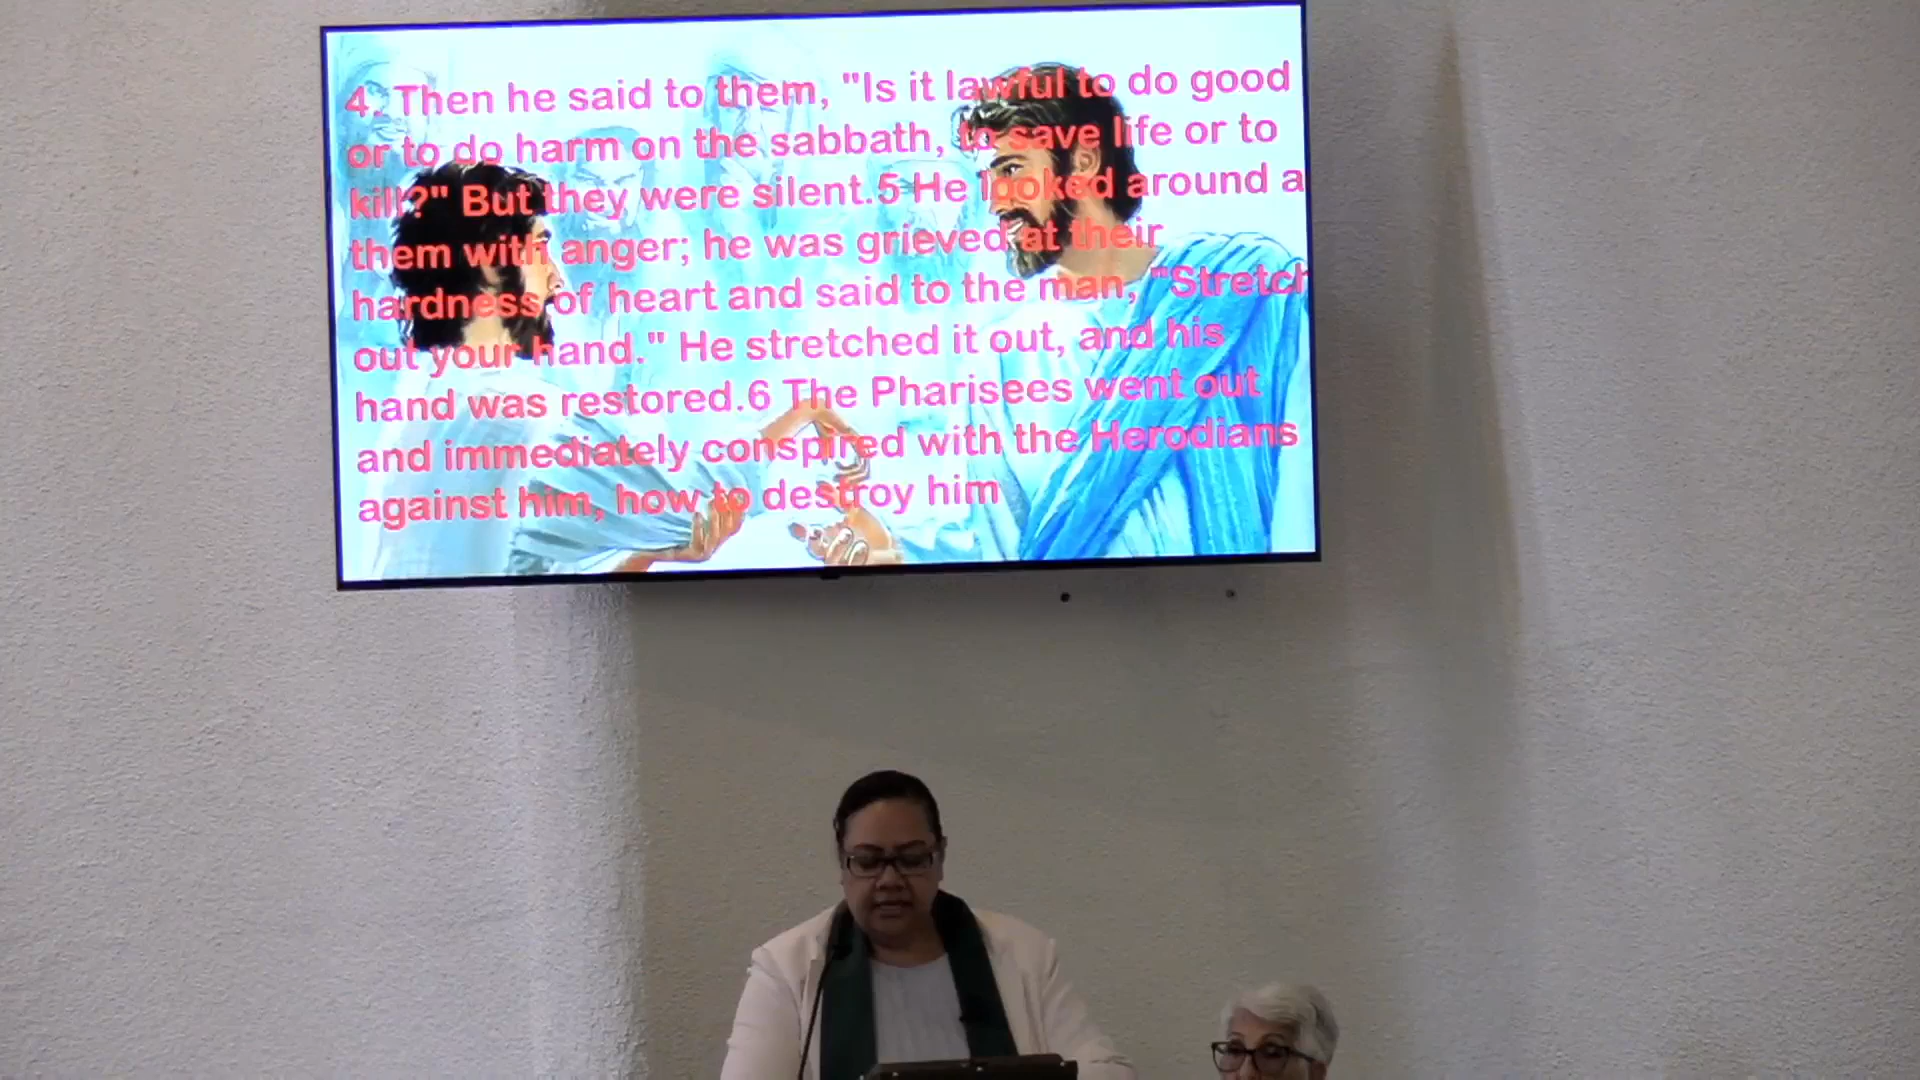 4. Then he said to them, "Is it lawful to do good
or to do harm on the sabbath, to save life or to
kill?" But they were silent.5 He looked around a
them with anger; he was grieved at their
hardness of heart and said to the man, "Stretch
out your hand." He stretched it out, and his
hand was restored.6 The Pharisees went out
and immediately conspired with the Herodians
against him, how to destroy him